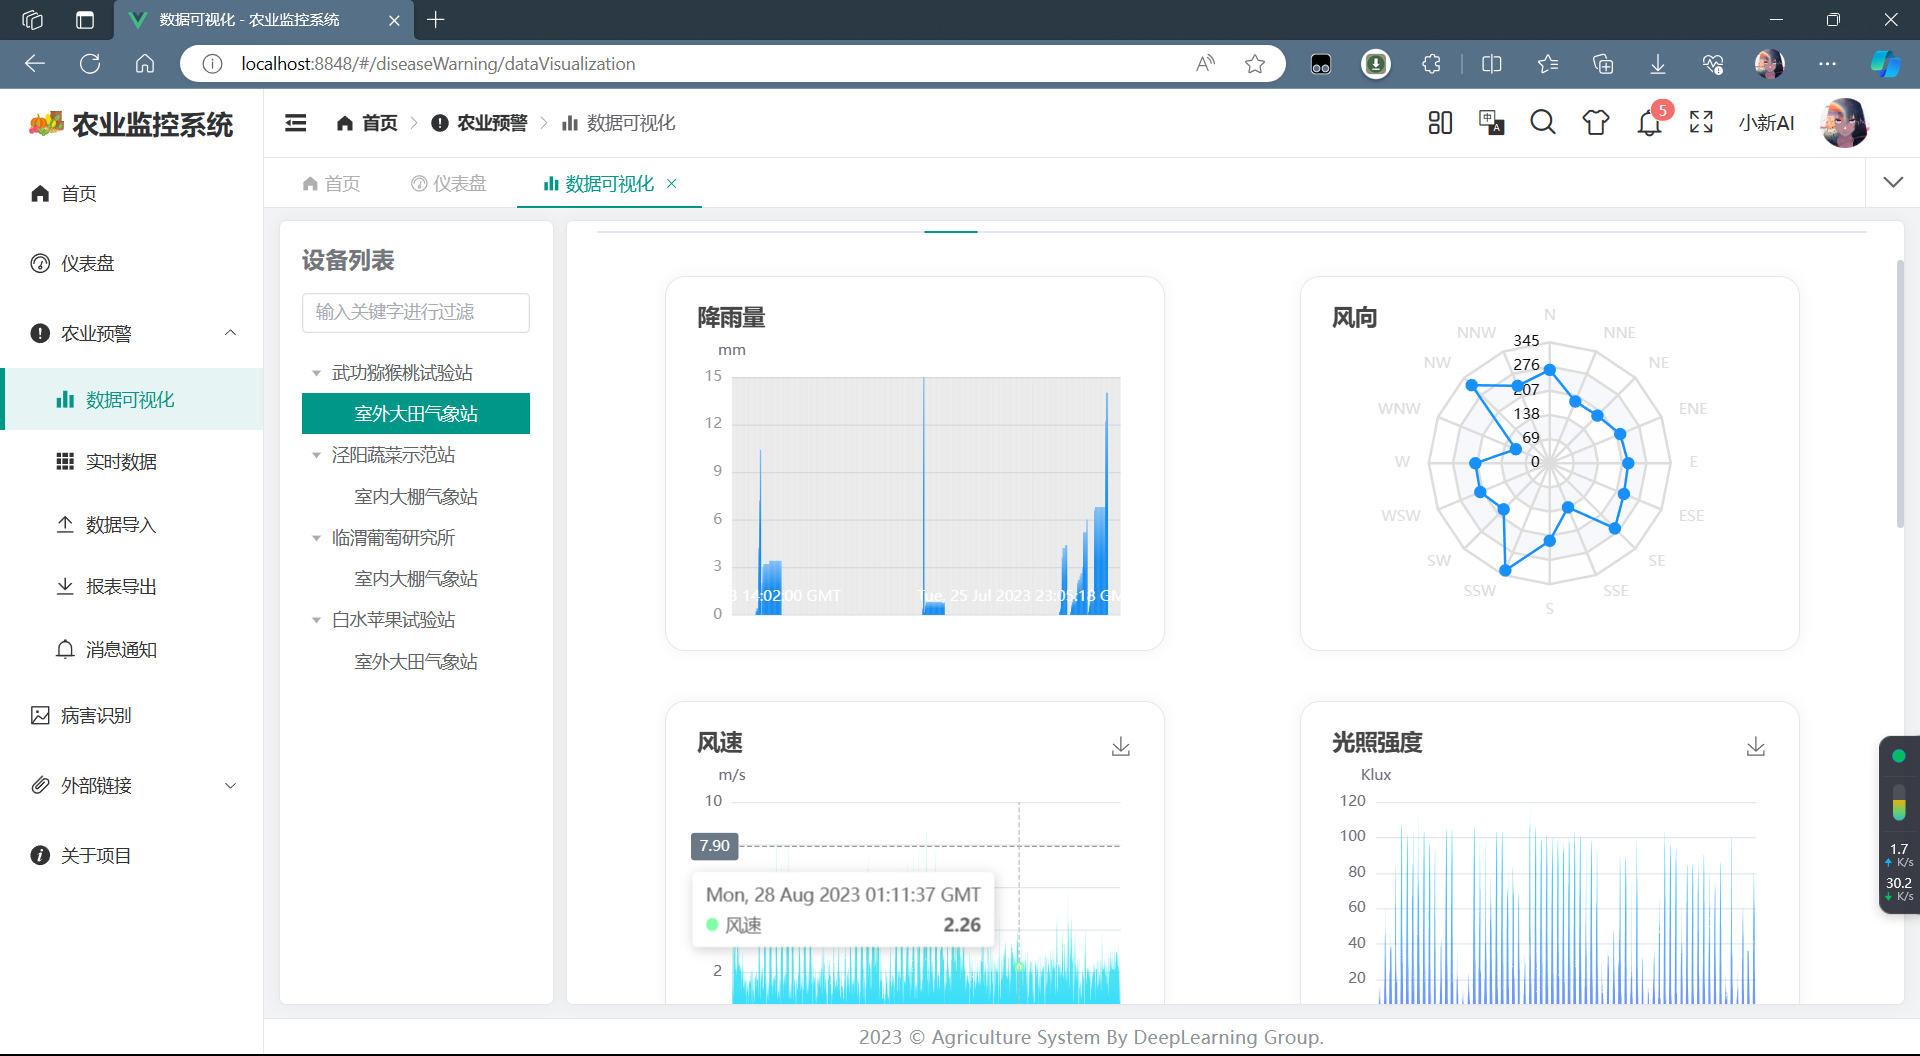 数据可视化 - 农业监控系统
localhost:8848/#/diseaseWarning/dataVisualization
农业监控系统
首页
农业预警
数据可视化
中
A
5
小新AI
首页
仪表盘
数据可视化
首页
仪表盘
农业预警
数据可视化
实时数据
数据导入
报表导出
消息通知
病害识别
外部链接
关于项目
设备列表
输入关键字进行过滤
武功猕猴桃试验站
室外大田气象站
泾阳蔬菜示范站
室内大棚气象站
临渭葡萄研究所
室内大棚气象站
白水苹果试验站
室外大田气象站
降雨量
mm
15
12
9
6
3
0
3 14:02:00 GMT
Tue, 25 Jul 2023 23:05:18 GM
风向
N
NNW
NNE
NW
NE
WNW
ENE
W
E
WSW
ESE
SW
SE
SSW
SSE
S
345
276
207
138
69
0
风速
m/s
10
7.90
Mon, 28 Aug 2023 01:11:37 GMT
风速 2.26
2
光照强度
Klux
120
100
80
60
40
20
1.7
K/s
30.2
K/s
2023 © Agriculture System By DeepLearning Group.